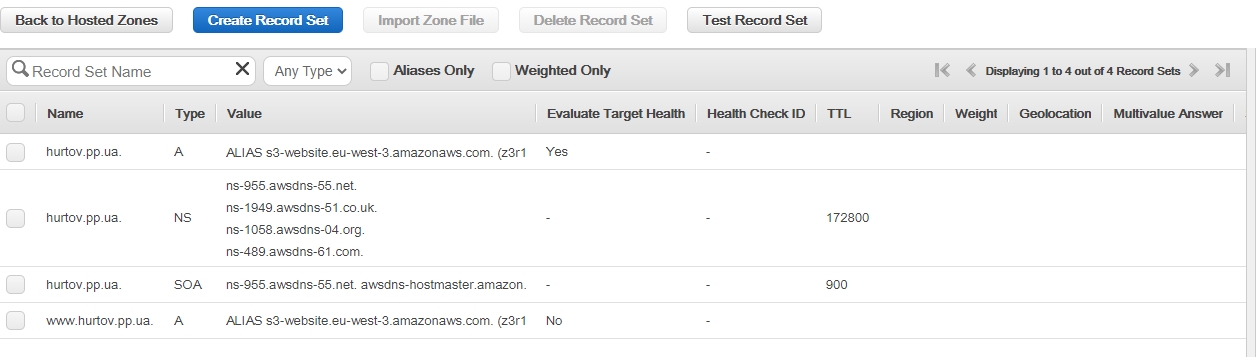 Back to Hosted Zones Create Record Set Import Zone File Delete Record Set Test Record Set
Record Set Name Any Type Aliases Only Weighted Only Displaying 1 to 4 out of 4 Record Sets
Name Type Value Evaluate Target Health Health Check ID TTL Region Weight Geolocation Multivalue Answer
hurtov.pp.ua. A ALIAS s3-website.eu-west-3.amazonaws.com. (z3r1 Yes -
ns-955.awsdns-55.net.
ns-1949.awsdns-51.co.uk.
hurtov.pp.ua. NS - - 172800
ns-1058.awsdns-04.org.
ns-489.awsdns-61.com.
hurtov.pp.ua. SOA ns-955.awsdns-55.net. awsdns-hostmaster.amazon. - - 900
www.hurtov.pp.ua. A ALIAS s3-website.eu-west-3.amazonaws.com. (z3r1 No -